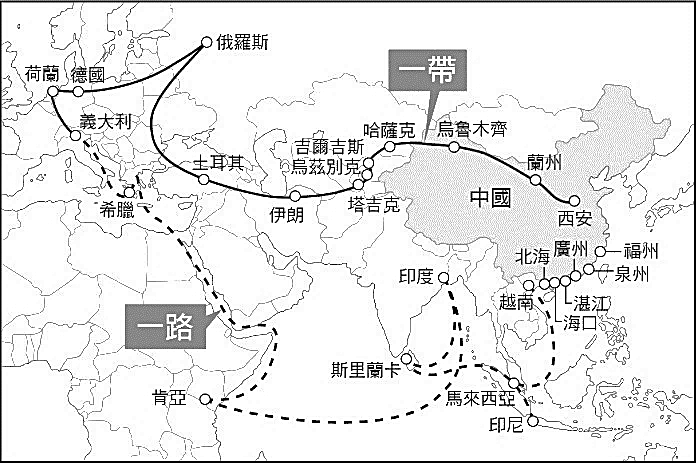 俄羅斯
荷蘭
德國
一帶
義大利
哈薩克
烏魯木齊
吉爾吉斯
烏茲別克
土耳其
蘭州
塔吉克
中國
希臘
伊朗
西安
北海
廣州
福州
印度
泉州
越南
湛江
海口
一路
斯里蘭卡
肯亞
馬來西亞
印尼